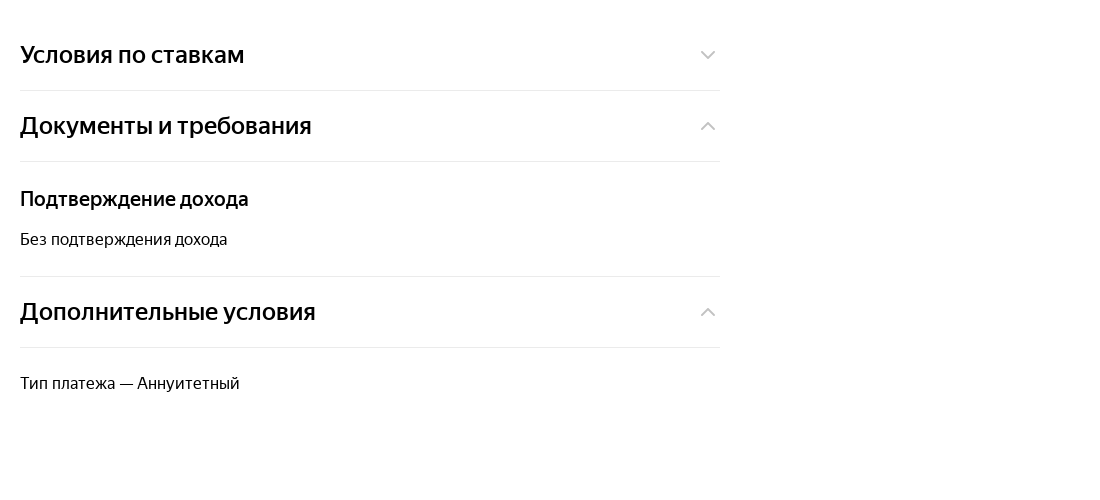 Условия по ставкам
Документы и требования
Подтверждение дохода
Без подтверждения дохода
Дополнительные условия
Тип платежа — Аннуитетный